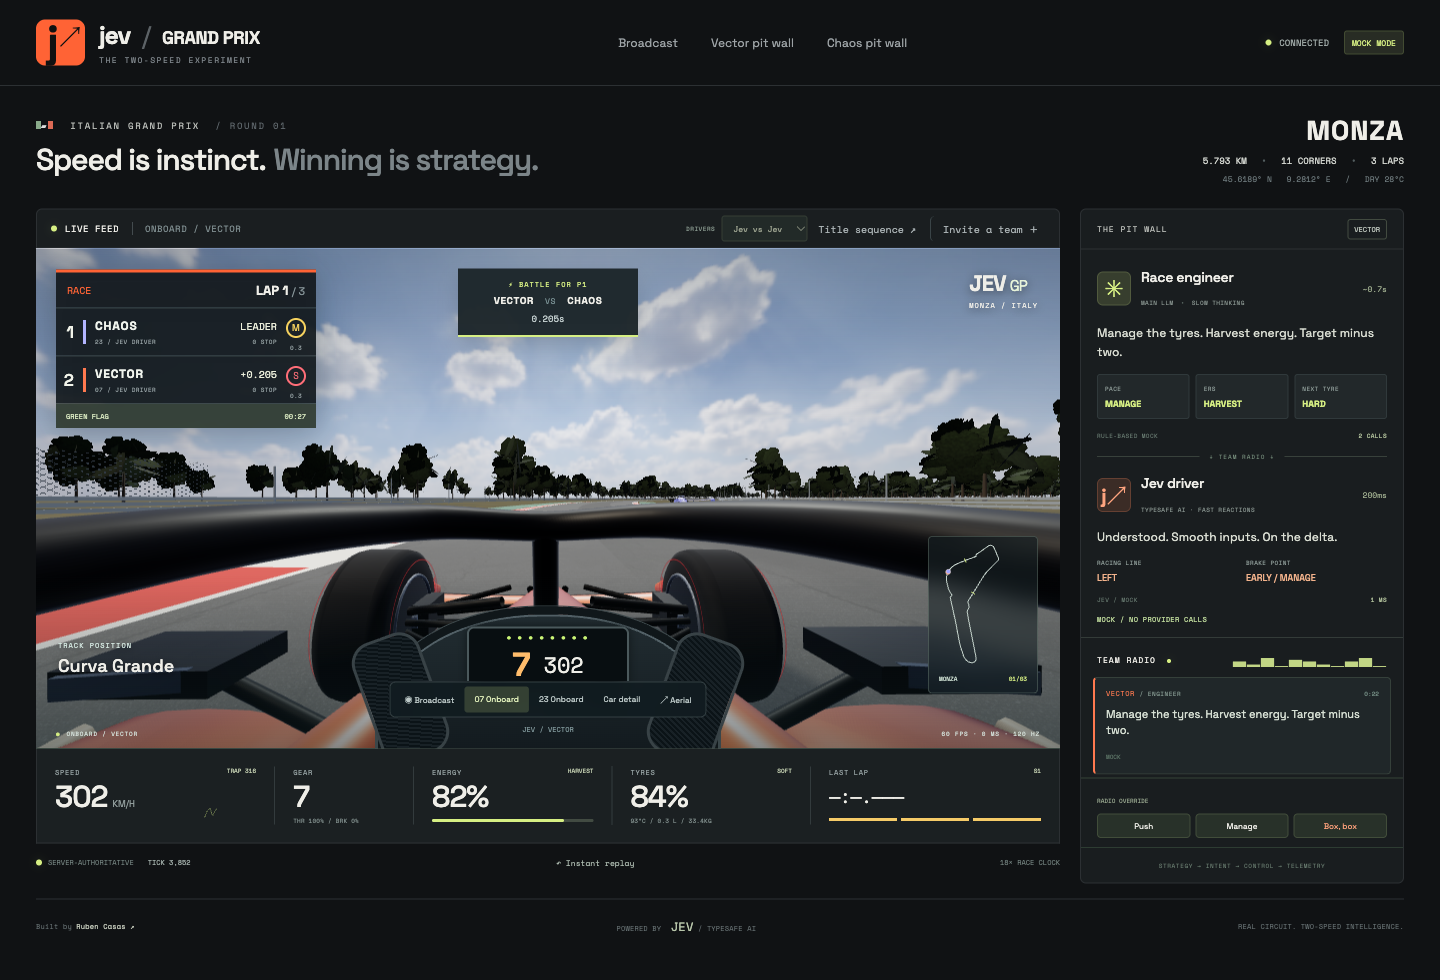 jev / GRAND PRIX
THE TWO-SPEED EXPERIMENT
Broadcast
Vector pit wall
Chaos pit wall
CONNECTED
MOCK MODE
ITALIAN GRAND PRIX / ROUND 01
Speed is instinct. Winning is strategy.
MONZA
5.793 KM · 11 CORNERS · 3 LAPS
45.6189° N 9.2812° E / DRY 28°C
LIVE FEED
ONBOARD / VECTOR
DRIVERS
Jev vs Jev
Title sequence ↗
Invite a team +
RACE
LAP 1 / 3
1 CHAOS LEADER M
23 / JEV DRIVER 0 STOP 0.3
2 VECTOR +0.205 S
07 / JEV DRIVER 0 STOP 0.3
GREEN FLAG 00:27
⚡ BATTLE FOR P1
VECTOR VS CHAOS
0.205s
JEV GP
MONZA / ITALY
TRACK POSITION
Curva Grande
7 302
MONZA 01/03
Broadcast
07 Onboard
23 Onboard
Car detail
↗ Aerial
ONBOARD / VECTOR
JEV / VECTOR
60 FPS · 0 MS · 120 HZ
SPEED TRAP 316
302 KM/H
GEAR
7
THR 100% / BRK 0%
ENERGY HARVEST
82%
TYRES SOFT
84%
93°C / 0.3 L / 33.4KG
LAST LAP S1
—:—.———
SERVER-AUTHORITATIVE TICK 3,852
↶ Instant replay
18× RACE CLOCK
THE PIT WALL
VECTOR
Race engineer
MAIN LLM · SLOW THINKING
~0.7s
Manage the tyres. Harvest energy. Target minus
two.
PACE
MANAGE
ERS
HARVEST
NEXT TYRE
HARD
RULE-BASED MOCK
2 CALLS
↓ TEAM RADIO ↓
j
Jev driver
TYPESAFE AI · FAST REACTIONS
200ms
Understood. Smooth inputs. On the delta.
RACING LINE
LEFT
BRAKE POINT
EARLY / MANAGE
JEV / MOCK
1 MS
MOCK / NO PROVIDER CALLS
TEAM RADIO
VECTOR / ENGINEER 0:22
Manage the tyres. Harvest energy. Target minus
two.
MOCK
RADIO OVERRIDE
Push
Manage
Box, box
STRATEGY → INTENT → CONTROL → TELEMETRY
Built by Ruben Casas ↗
POWERED BY JEV / TYPESAFE AI
REAL CIRCUIT. TWO-SPEED INTELLIGENCE.